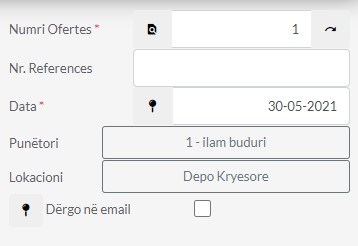 Numri Ofertes * 1
Nr. References
Data * 30-05-2021
Punëtori 1 - ilam buduri
Lokacioni Depo Kryesore
Dërgo në email